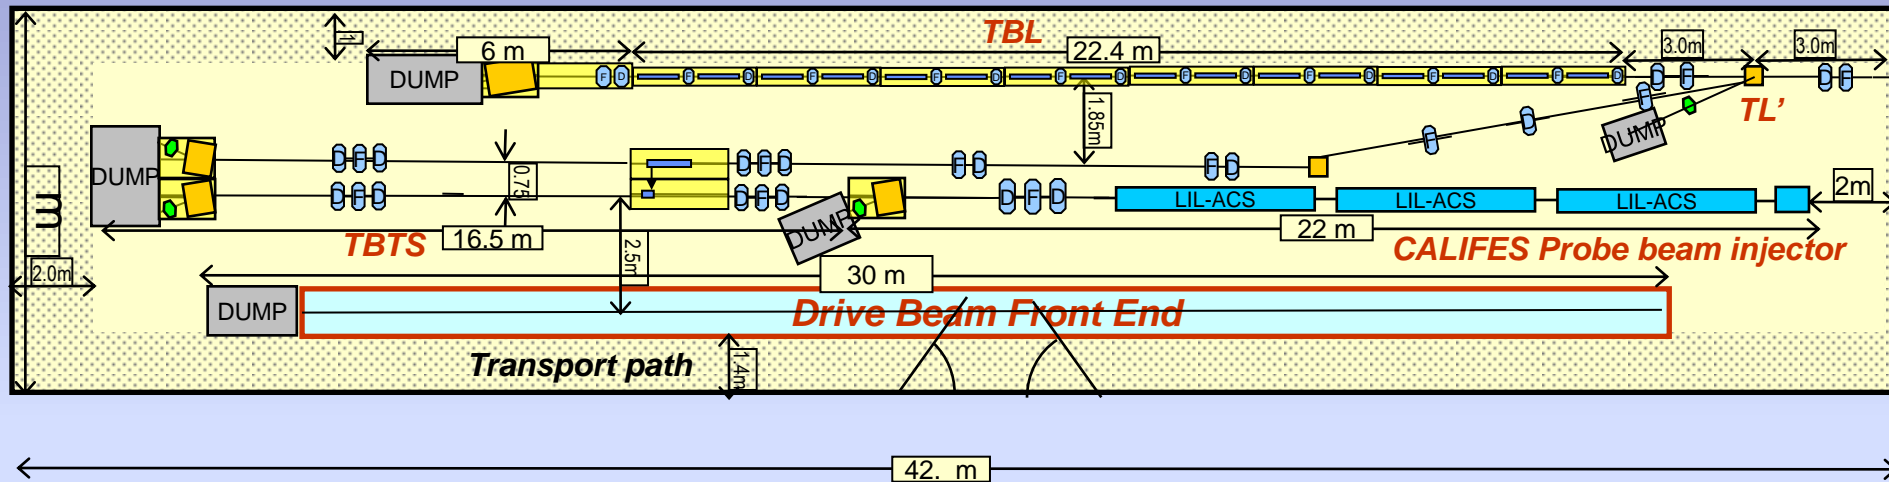 TBL
1
6 m
22.4 m
3.0m
3.0m
DUMP
F D
F D F D F D F D F D F D F D F D
D F
D F
1.85m
TL'
F
D
F
DUMP
DUMP
D F D
D F D
F D
F D
0.75
D F D
D F D
D F D
LIL-ACS
LIL-ACS
LIL-ACS
2m
m
DUMP
TBTS
16.5 m
2.5m
22 m
CALIFES Probe beam injector
2.0m
30 m
DUMP
Drive Beam Front End
Transport path
1.4m
42. m